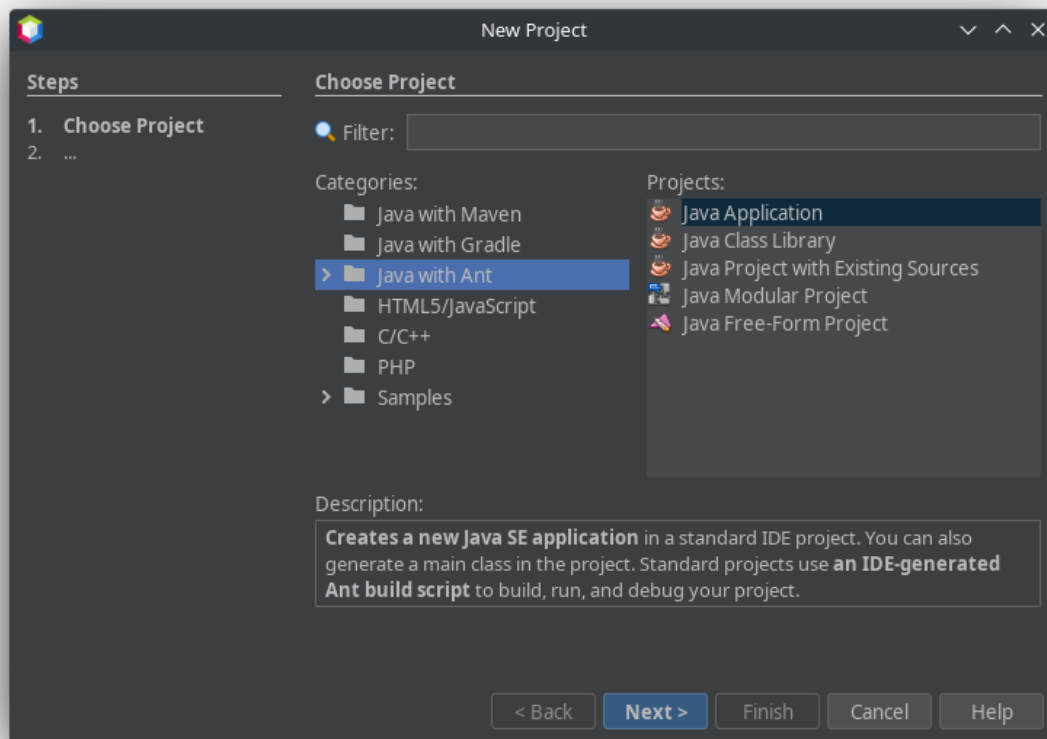 New Project
Steps
1. Choose Project
2. ...
Choose Project
Filter:
Categories:
Java with Maven
Java with Gradle
Java with Ant
HTML5/JavaScript
C/C++
PHP
Samples
Projects:
Java Application
Java Class Library
Java Project with Existing Sources
Java Modular Project
Java Free-Form Project
Description:
Creates a new Java SE application in a standard IDE project. You can also
generate a main class in the project. Standard projects use an IDE-generated
Ant build script to build, run, and debug your project.
< Back
Next >
Finish
Cancel
Help